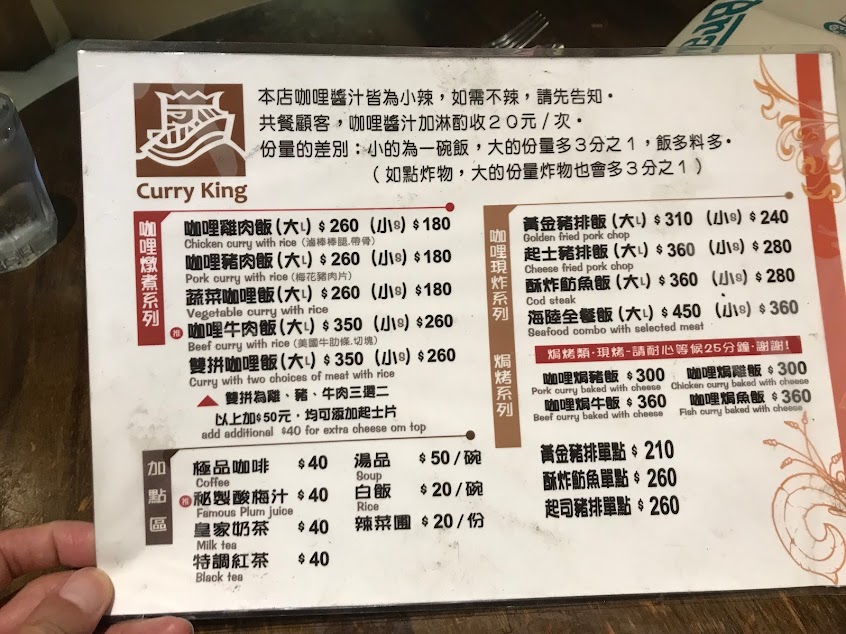 Brea
本店咖哩醬汁皆為小辣，如需不辣，請先告知。
共餐顧客，咖哩醬汁加淋酌收20元/次。
份量的差別：小的為一碗飯，大的份量多3分之1，飯多料多。
（如點炸物，大的份量炸物也會多3分之1）
Curry King
咖哩燉煮系列
咖哩雞肉飯(大L) $260 (小S) $180
Chicken curry with rice (滷棒棒腿.帶骨)
咖哩豬肉飯(大L) $260 (小S) $180
Pork curry with rice (梅花豬肉片)
蔬菜咖哩飯(大L) $260 (小S) $180
Vegetable curry with rice
推 咖哩牛肉飯(大L) $350 (小S) $260
Beef curry with rice (美國牛肋條.切塊)
雙拼咖哩飯(大L) $350 (小S) $260
Curry with two choices of meat with rice
雙拼為雞、豬、牛肉三選二
以上加$50元，均可添加起士片
add additional $40 for extra cheese om top
加點區
極品咖啡 $40
Coffee
推 祕製酸梅汁 $40
Famous Plum juice
皇家奶茶 $40
Milk tea
特調紅茶 $40
Black tea
湯品 $50/碗
Soup
白飯 $20/碗
Rice
辣菜圃 $20/份
咖哩現炸系列
黃金豬排飯(大L) $310 (小S) $240
Golden fried pork chop
起士豬排飯(大L) $360 (小S) $280
Cheese fried pork chop
酥炸魴魚飯(大L) $360 (小S) $280
Cod steak
海陸全餐飯(大L) $450 (小S) $360
Seafood combo with selected meat
焗烤系列
焗烤類‧現烤-請耐心等候25分鐘‧謝謝!
咖哩焗豬飯 $300
Pork curry baked with cheese
咖哩焗雞飯 $300
Chicken curry baked with cheese
咖哩焗牛飯 $360
Beef curry baked with cheese
咖哩焗魚飯 $360
Fish curry baked with cheese
黃金豬排單點 $210
酥炸魴魚單點 $260
起司豬排單點 $260